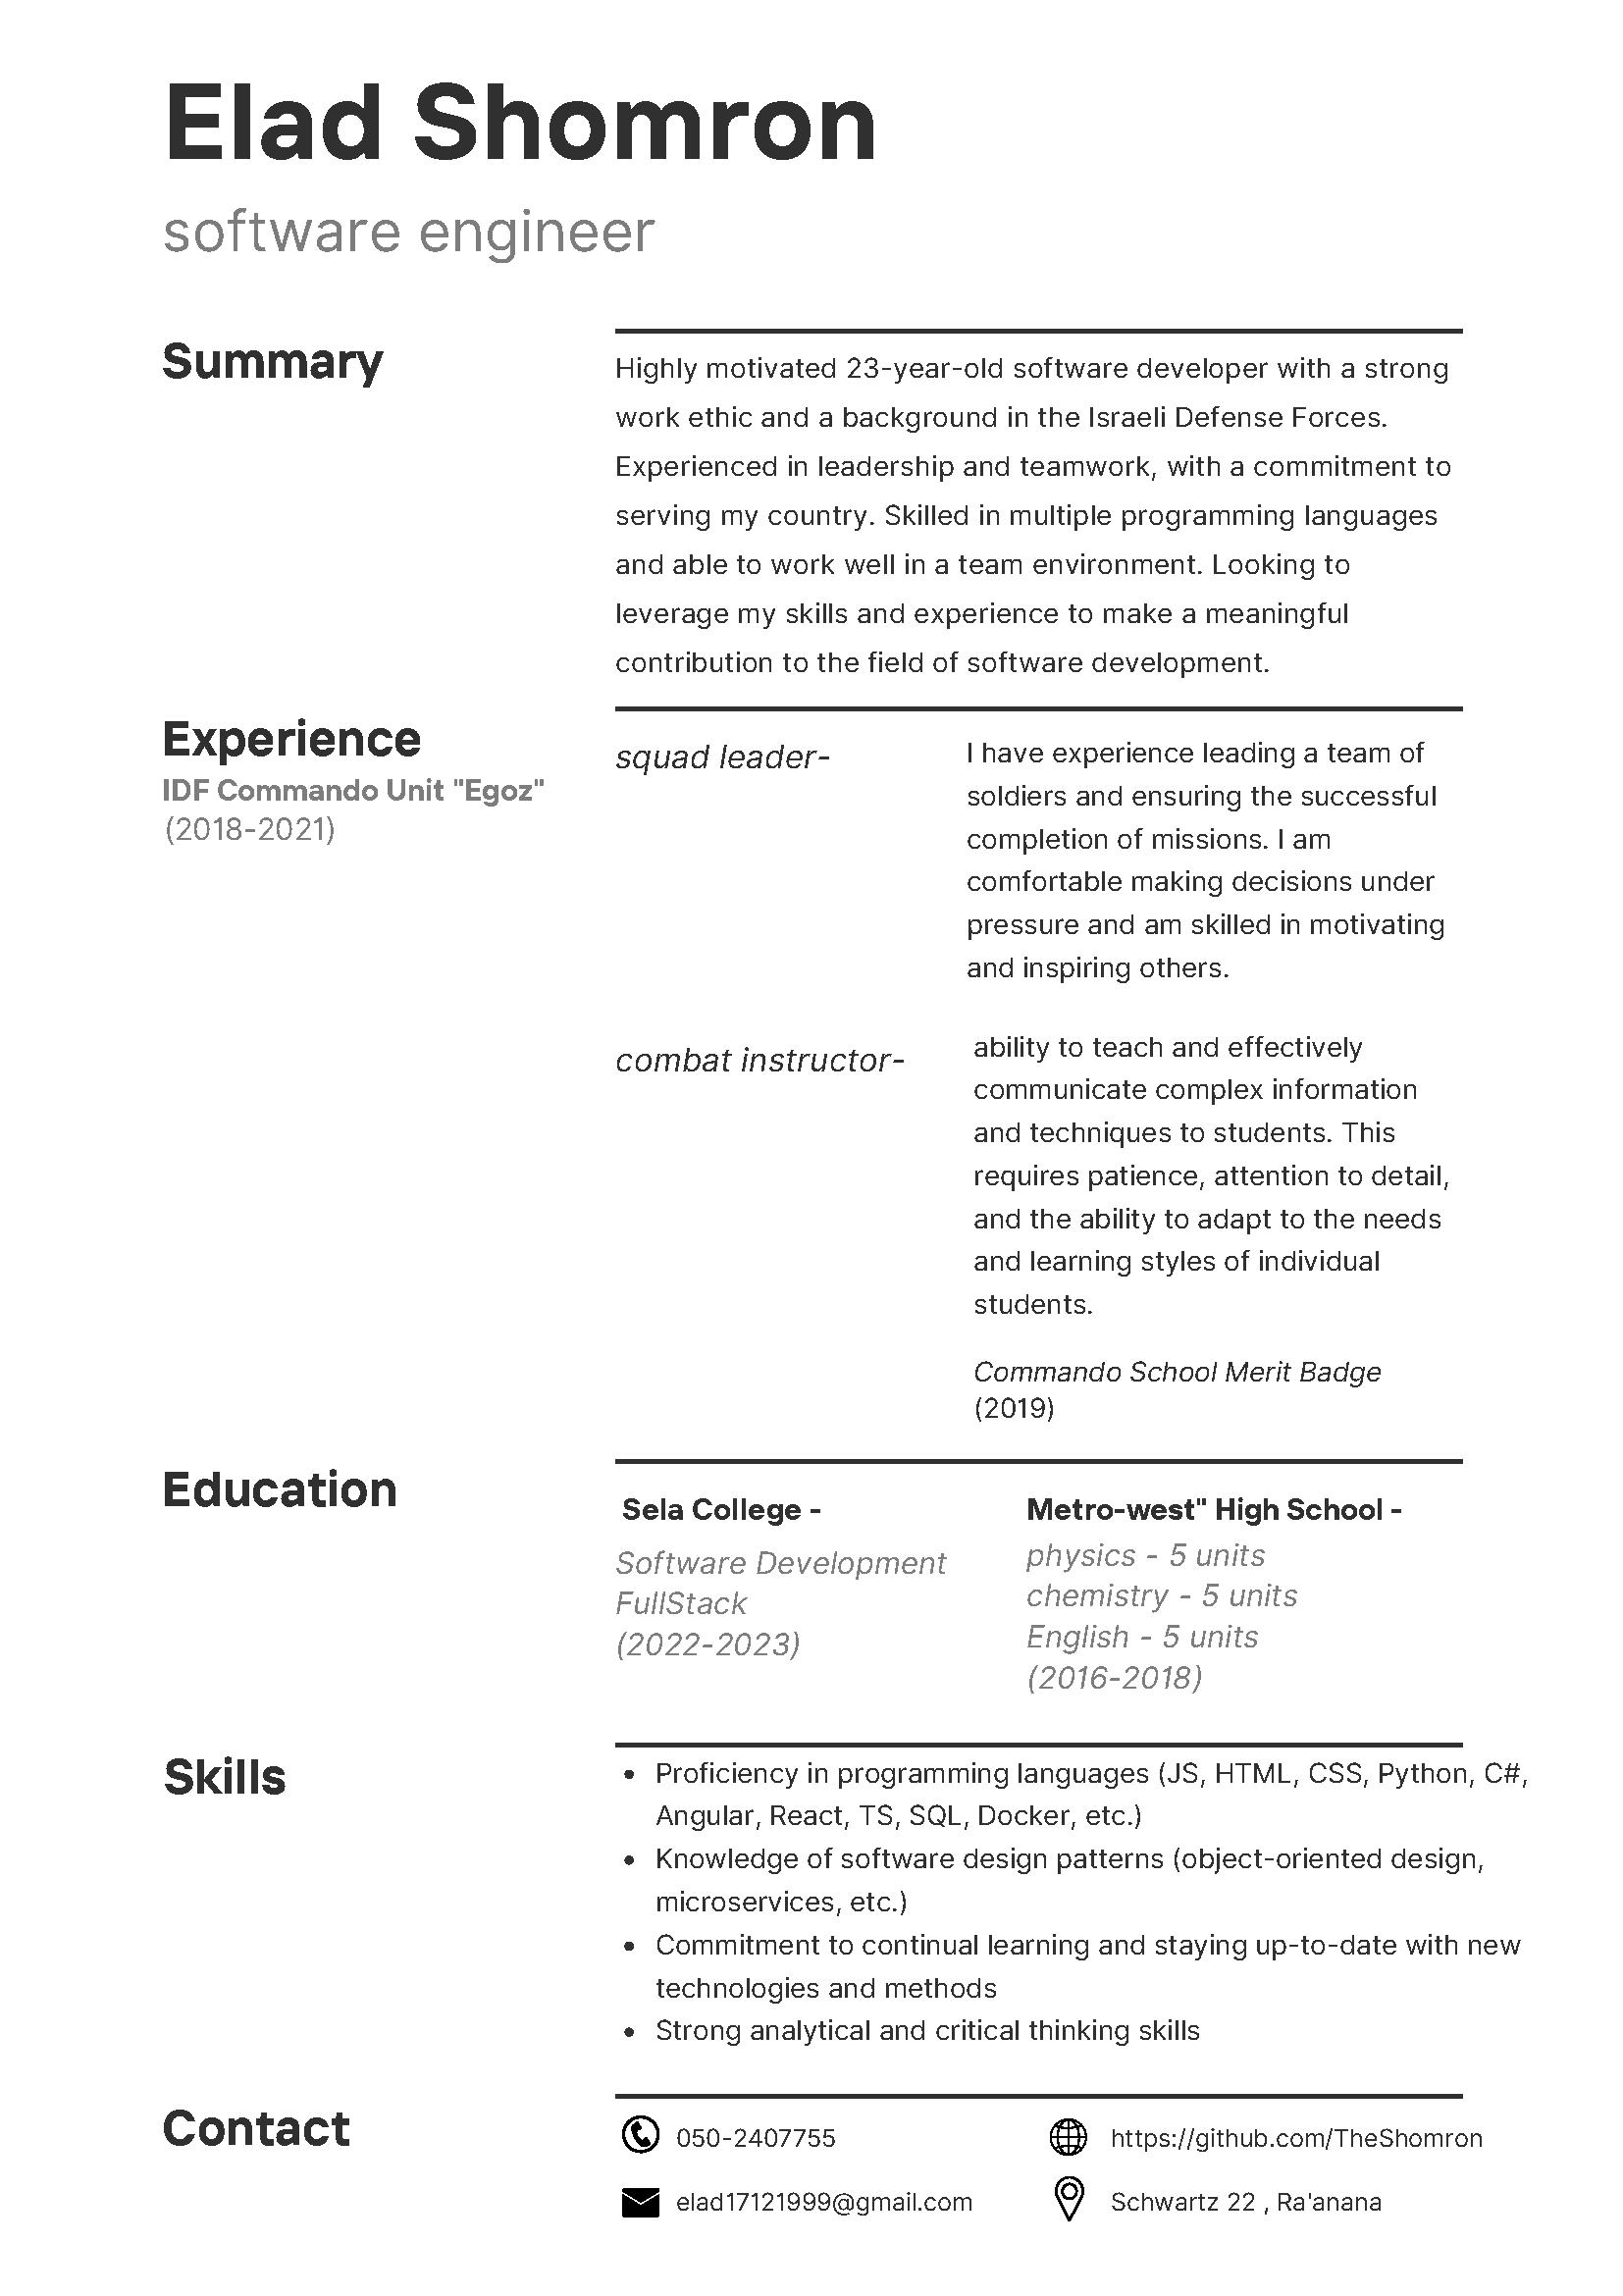 Elad Shomron
software engineer
Summary
Highly motivated 23-year-old software developer with a strong
work ethic and a background in the Israeli Defense Forces.
Experienced in leadership and teamwork, with a commitment to
serving my country. Skilled in multiple programming languages
and able to work well in a team environment. Looking to
leverage my skills and experience to make a meaningful
contribution to the field of software development.
Experience
IDF Commando Unit "Egoz"
(2018-2021)
squad leader-
I have experience leading a team of
soldiers and ensuring the successful
completion of missions. I am
comfortable making decisions under
pressure and am skilled in motivating
and inspiring others.
combat instructor-
ability to teach and effectively
communicate complex information
and techniques to students. This
requires patience, attention to detail,
and the ability to adapt to the needs
and learning styles of individual
students.
Commando School Merit Badge
(2019)
Education
Sela College -
Software Development
FullStack
(2022-2023)
Metro-west" High School -
physics - 5 units
chemistry - 5 units
English - 5 units
(2016-2018)
Skills
• Proficiency in programming languages (JS, HTML, CSS, Python, C#,
Angular, React, TS, SQL, Docker, etc.)
• Knowledge of software design patterns (object-oriented design,
microservices, etc.)
• Commitment to continual learning and staying up-to-date with new
technologies and methods
• Strong analytical and critical thinking skills
Contact
050-2407755
https://github.com/TheShomron
elad17121999@gmail.com
Schwartz 22 , Ra'anana